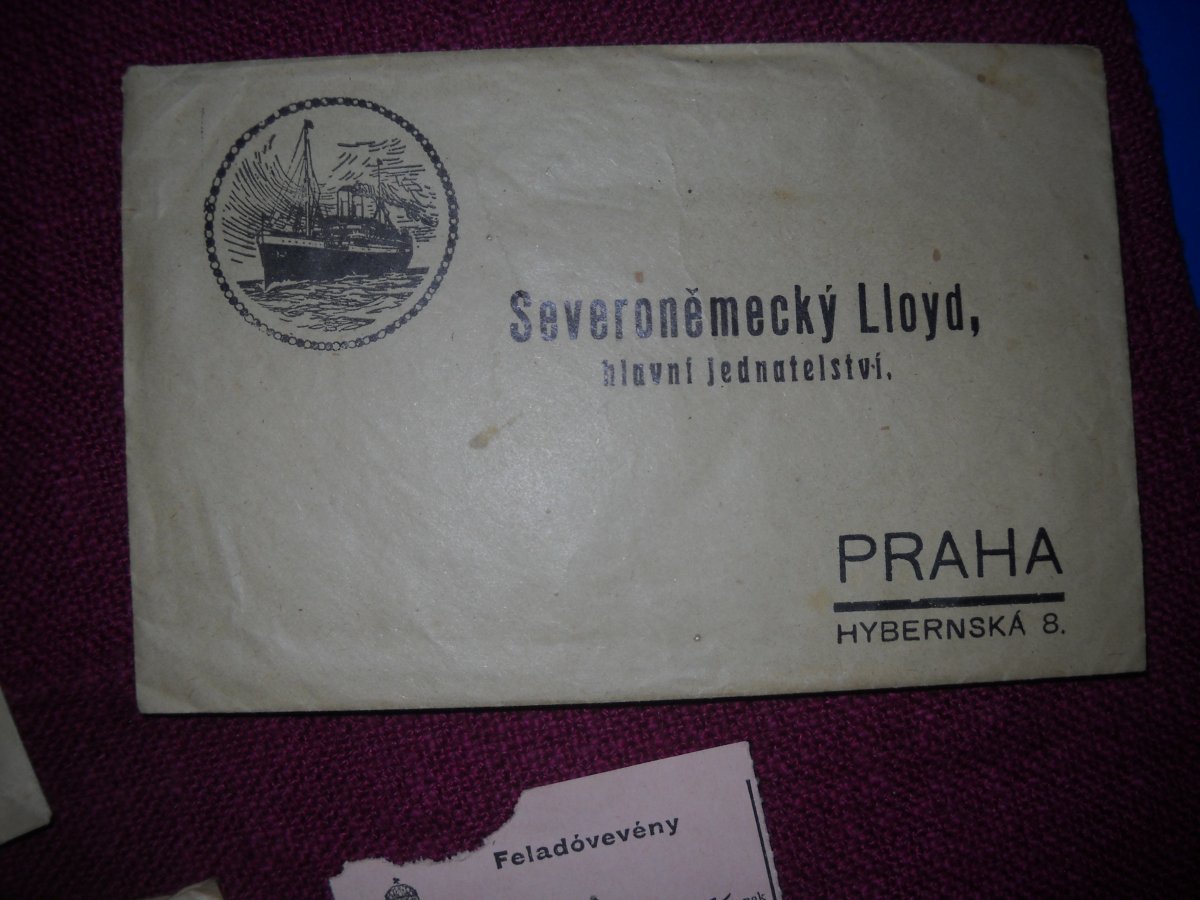 Severoněmecký Lloyd,
hlavní jednatelství.
PRAHA
HYBERNSKÁ 8.
Feladóvevény